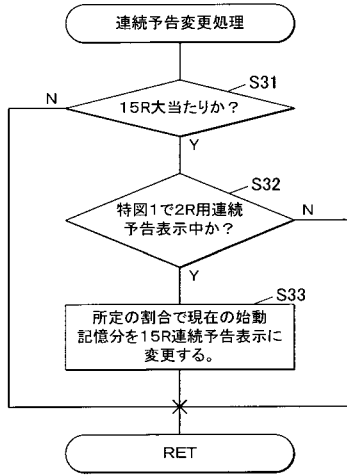 連続予告変更処理
S31
N
15R大当たりか？
Y
S32
特図1で2R用連続
予告表示中か？
N
Y
S33
所定の割合で現在の始動
記憶分を15R連続予告表示に
変更する。
RET